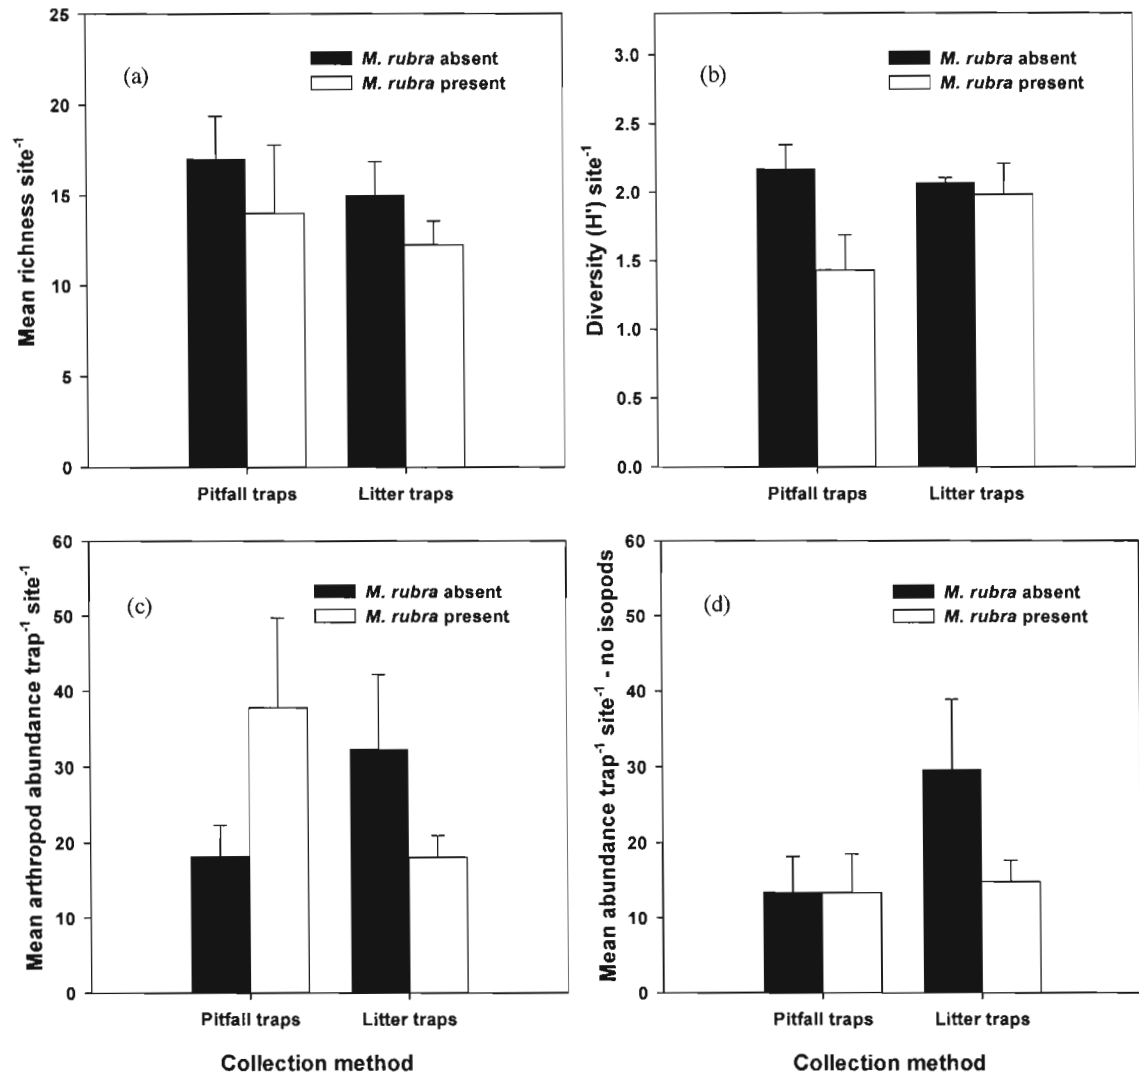 25
20
15
10
5
0
Mean richness site⁻¹
(a)
M. rubra absent
M. rubra present
Pitfall traps
Litter traps
3.0
2.5
2.0
1.5
1.0
0.5
0.0
Diversity (H') site⁻¹
(b)
M. rubra absent
M. rubra present
Pitfall traps
Litter traps
60
50
40
30
20
10
0
Mean arthropod abundance trap⁻¹ site⁻¹
(c)
M. rubra absent
M. rubra present
Pitfall traps
Litter traps
Collection method
60
50
40
30
20
10
0
Mean abundance trap⁻¹ site⁻¹ - no isopods
(d)
M. rubra absent
M. rubra present
Pitfall traps
Litter traps
Collection method